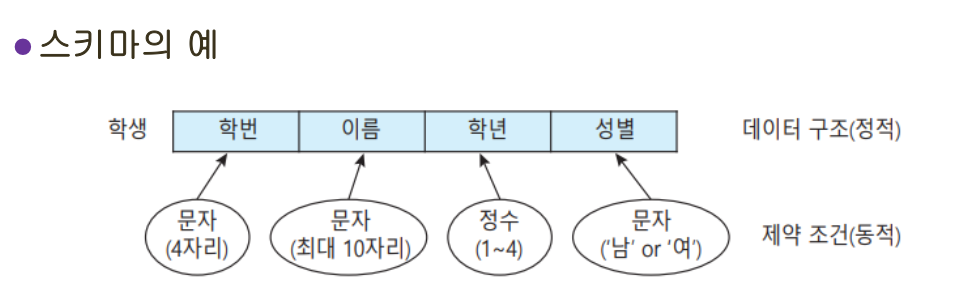 ● 스키마의 예
학생 학번 이름 학년 성별 데이터 구조(정적)
문자 문자 정수 문자
(4자리) (최대 10자리) (1~4) (‘남’ or ‘여’) 제약 조건(동적)